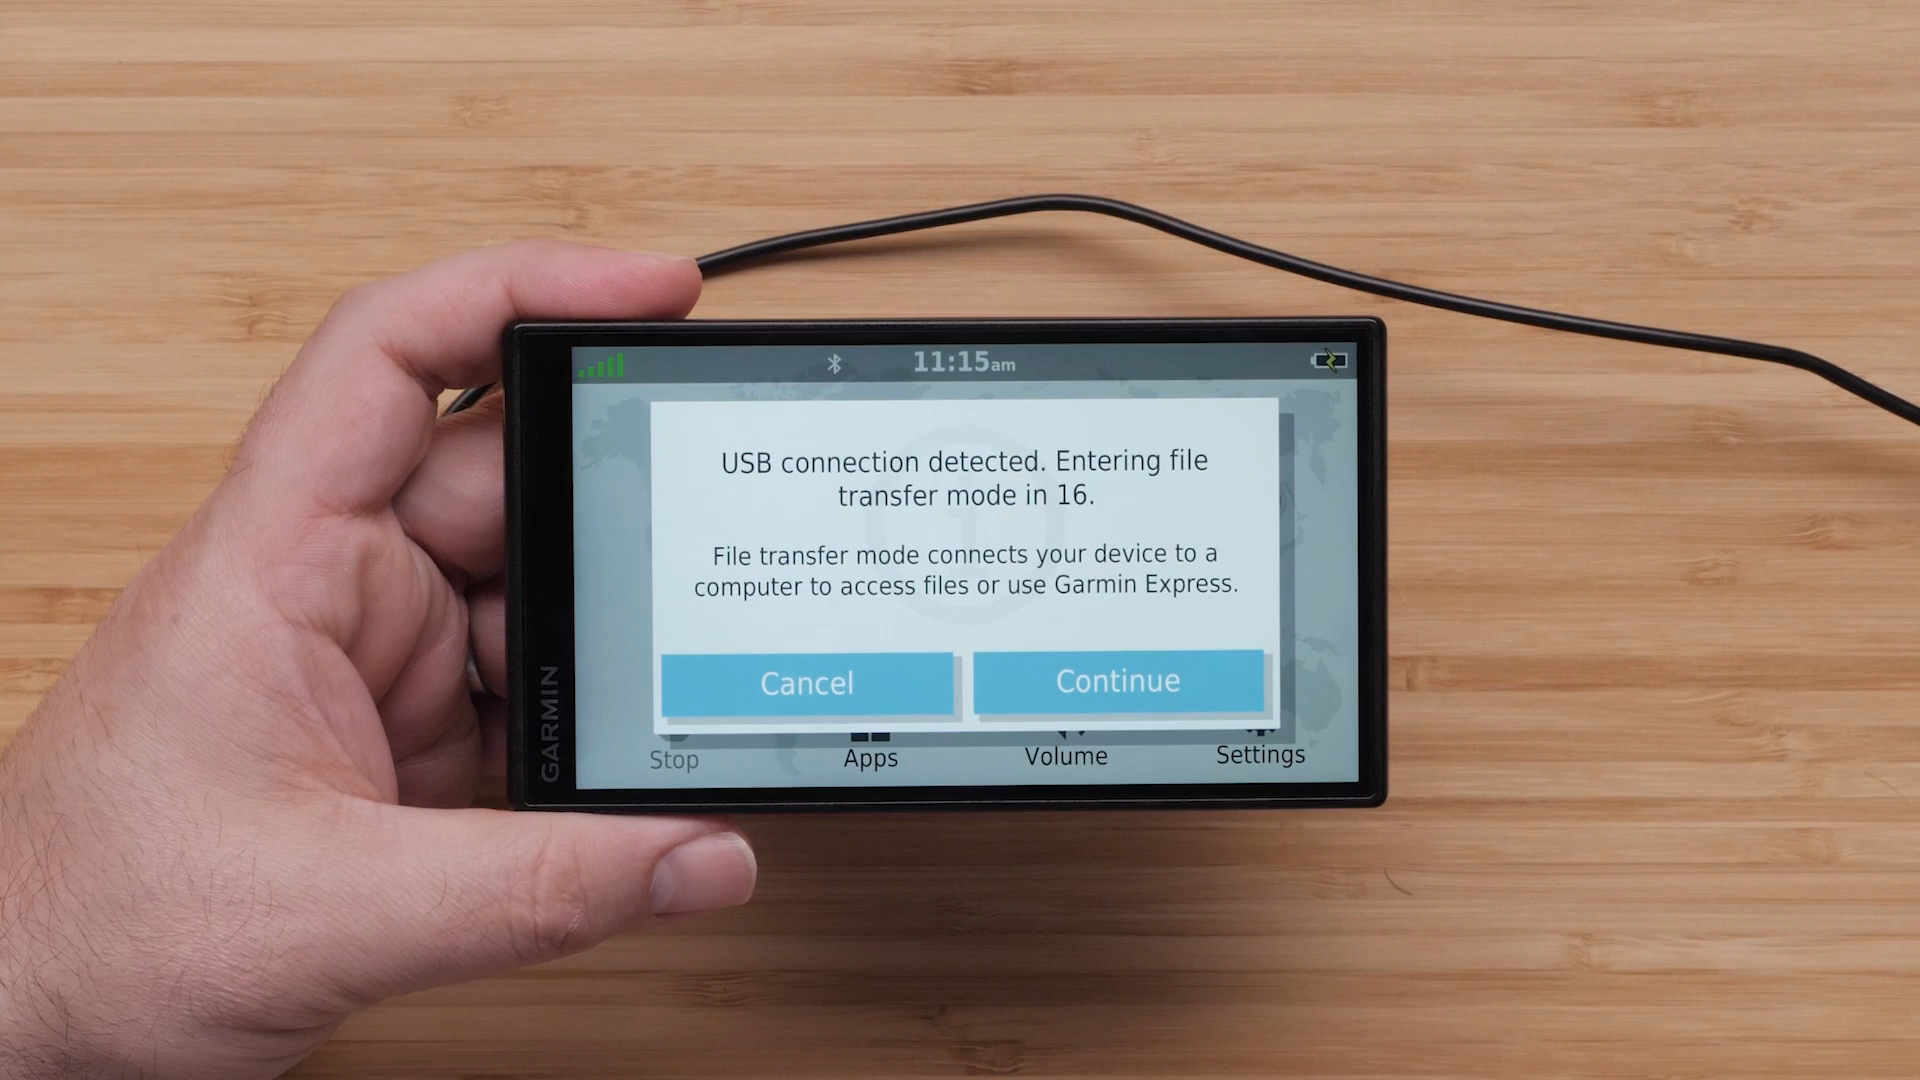 11:15am
USB connection detected. Entering file
transfer mode in 16.
File transfer mode connects your device to a
computer to access files or use Garmin Express.
Cancel
Continue
Stop
Apps
Volume
Settings
GARMIN